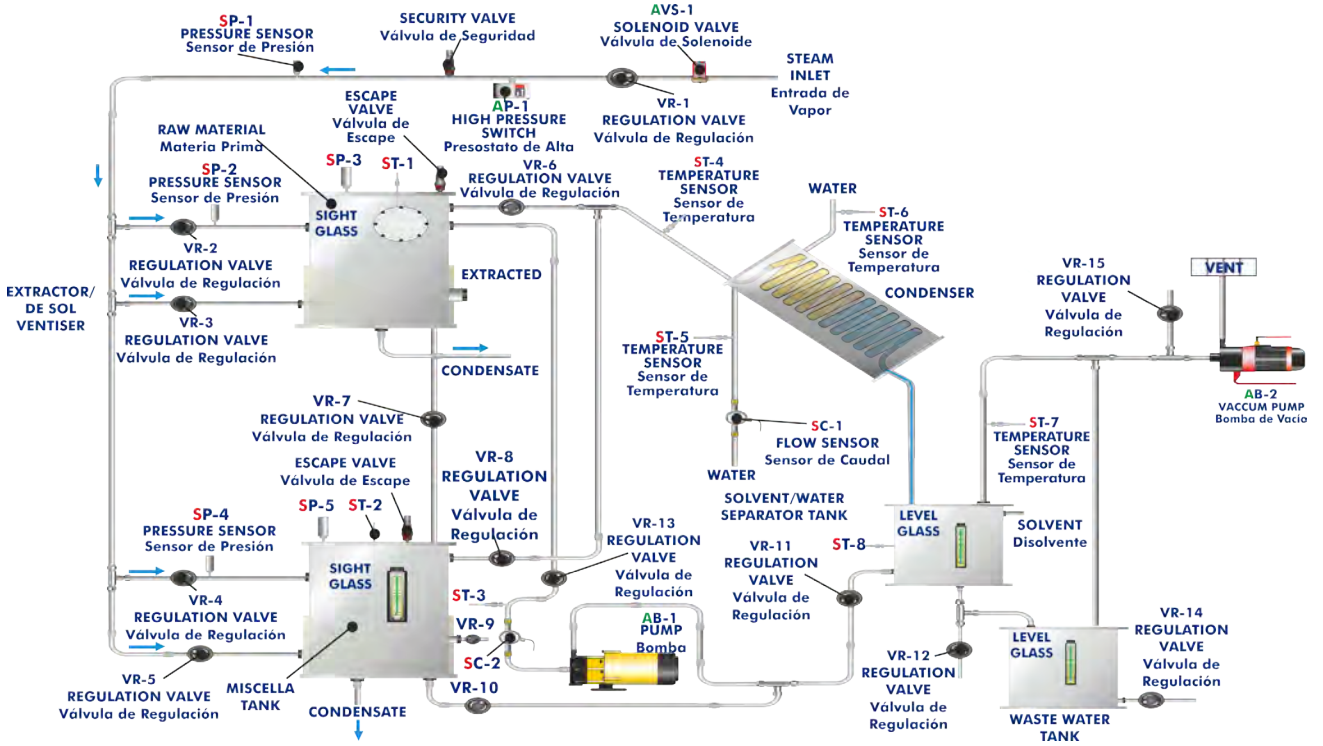 SP-1
PRESSURE SENSOR
Sensor de Presión
SECURITY VALVE
Válvula de Seguridad
AVS-1
SOLENOID VALVE
Válvula de Solenoide
STEAM
INLET
Entrada de
Vapor
VR-1
REGULATION VALVE
Válvula de Regulación
AP-1
HIGH PRESSURE
SWITCH
Presostato de Alta
ESCAPE
VALVE
Válvula de
Escape
RAW MATERIAL
Materia Prima
SP-3
ST-1
SP-2
PRESSURE SENSOR
Sensor de Presión
SIGHT
GLASS
VR-6
REGULATION VALVE
Válvula de Regulación
ST-4
TEMPERATURE
SENSOR
Sensor de
Temperatura
WATER
ST-6
TEMPERATURE
SENSOR
Sensor de
Temperatura
CONDENSER
VR-2
REGULATION VALVE
Válvula de Regulación
EXTRACTED
EXTRACTOR/
DE SOL
VENTISER
VR-3
REGULATION VALVE
Válvula de Regulación
CONDENSATE
ST-5
TEMPERATURE
SENSOR
Sensor de
Temperatura
VR-15
REGULATION
VALVE
Válvula de
Regulación
VENT
AB-2
VACCUM PUMP
Bomba de Vacio
VR-7
REGULATION VALVE
Válvula de Regulación
SC-1
FLOW SENSOR
Sensor de Caudal
WATER
ST-7
TEMPERATURE
SENSOR
Sensor de
Temperatura
ESCAPE VALVE
Válvula de Escape
SP-5
ST-2
SP-4
PRESSURE SENSOR
Sensor de Presión
VR-8
REGULATION
VALVE
Válvula de
Regulación
SIGHT
GLASS
VR-13
REGULATION
VALVE
Válvula de
Regulación
SOLVENT/WATER
SEPARATOR TANK
LEVEL
GLASS
SOLVENT
Disolvente
ST-8
VR-11
REGULATION
VALVE
Válvula de
Regulación
VR-4
REGULATION VALVE
Válvula de Regulación
ST-3
VR-9
SC-2
AB-1
PUMP
Bomba
VR-5
REGULATION VALVE
Válvula de Regulación
MISCELLA
TANK
CONDENSATE
VR-10
VR-12
REGULATION
VALVE
Válvula de
Regulación
LEVEL
GLASS
VR-14
REGULATION
VALVE
Válvula de
Regulación
WASTE WATER
TANK